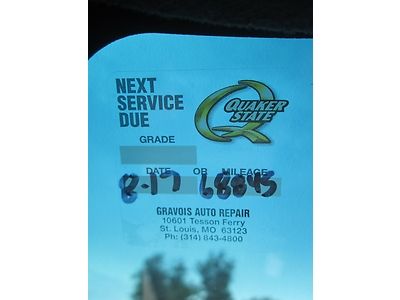 NEXT
SERVICE
DUE
QUAKER
STATE
GRADE
DATE OR MILEAGE
8-17 68045
GRAVOIS AUTO REPAIR
10601 Tesson Ferry
St. Louis, MO 63123
Ph: (314) 843-4800